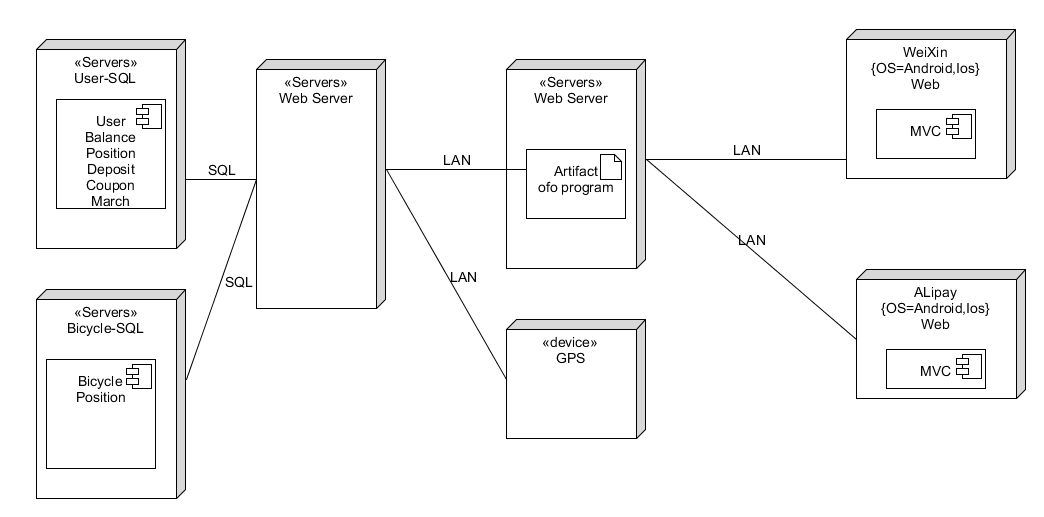 «Servers»
User-SQL
User
Balance
Position
Deposit
Coupon
March
SQL
«Servers»
Bicycle-SQL
Bicycle
Position
SQL
«Servers»
Web Server
LAN
LAN
«Servers»
Web Server
Artifact
ofo program
«device»
GPS
LAN
LAN
WeiXin
{OS=Android,Ios}
Web
MVC
ALipay
{OS=Android,Ios}
Web
MVC